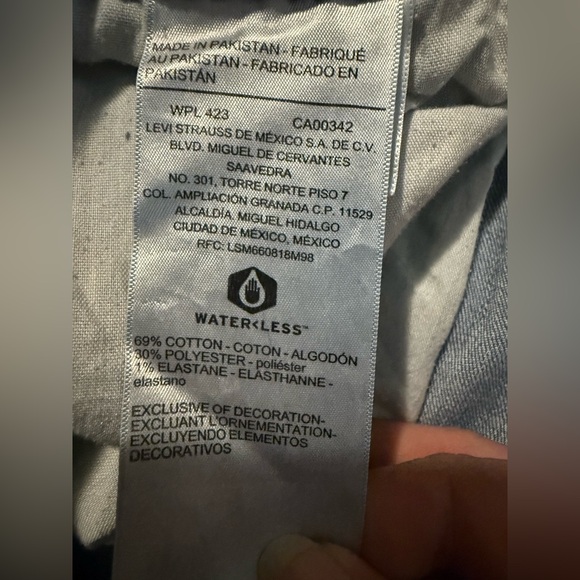 MADE IN PAKISTAN - FABRIQUÉ
AU PAKISTAN - FABRICADO EN
PAKISTÁN
WPL 423 CA00342
LEVI STRAUSS DE MÉXICO S.A. DE C.V.
BLVD. MIGUEL DE CERVANTES
SAAVEDRA
NO. 301, TORRE NORTE PISO 7
COL. AMPLIACIÓN GRANADA C.P. 11529
ALCALDÍA. MIGUEL HIDALGO
CIUDAD DE MÉXICO, MÉXICO
RFC: LSM660818M98
WATER<LESS™
69% COTTON - COTON - ALGODÓN
30% POLYESTER - poliéster
1% ELASTANE - ELASTHANNE -
elastano
EXCLUSIVE OF DECORATION-
EXCLUANT L'ORNEMENTATION-
EXCLUYENDO ELEMENTOS
DECORATIVOS